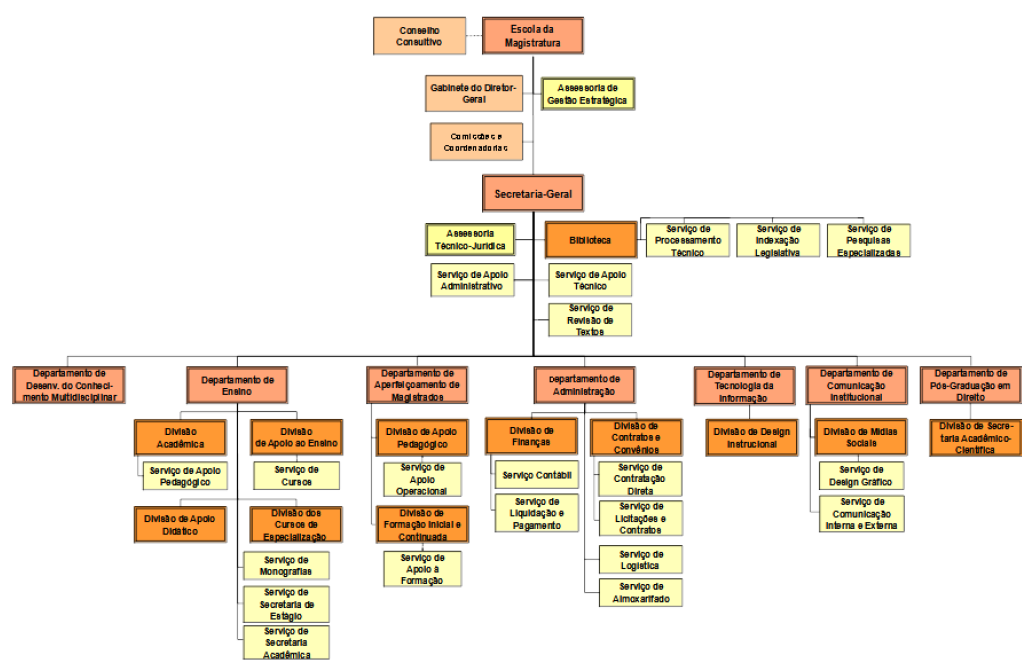 Conselho
Consultivo
Escola da
Magistratura
Gabinete do Diretor-
Geral
Assessoria de
Gestão Estratégica
Comissões e
Coordenadorias
Secretaria-Geral
Assessoria
Técnico-Jurídica
Biblioteca
Serviço de
Processamento
Técnico
Serviço de
Indexação
Legislativa
Serviço de
Pesquisas
Especializadas
Serviço de Apoio
Administrativo
Serviço de Apoio
Técnico
Serviço de
Revisão de
Textos
Departamento de
Desenv. do Conheci-
mento Multidisciplinar
Departamento de
Ensino
Departamento de
Aperfeiçoamento de
Magistrados
Departamento de
Administração
Departamento de
Tecnologia da
Informação
Departamento de
Comunicação
Institucional
Departamento de
Pós-Graduação em
Direito
Divisão
Acadêmica
Divisão
de Apoio ao Ensino
Divisão de Apoio
Pedagógico
Divisão de
Finanças
Divisão de
Contratos e
Convênios
Divisão de Design
Instrucional
Divisão de Mídias
Sociais
Divisão de Secre-
taria Acadêmico-
Científica
Serviço de Apoio
Pedagógico
Serviço de
Cursos
Serviço de
Apoio
Operacional
Serviço Contábil
Serviço de
Contratação
Direta
Serviço de
Design Gráfico
Divisão de Apoio
Didático
Divisão dos
Cursos de
Especialização
Divisão de
Formação Inicial e
Continuada
Serviço de
Liquidação e
Pagamento
Serviço de
Licitações e
Contratos
Serviço de
Comunicação
Interna e Externa
Serviço de
Monografias
Serviço de
Apoio à
Formação
Serviço de
Logística
Serviço de
Secretaria de
Estágio
Serviço de
Almoxarifado
Serviço de
Secretaria
Acadêmica